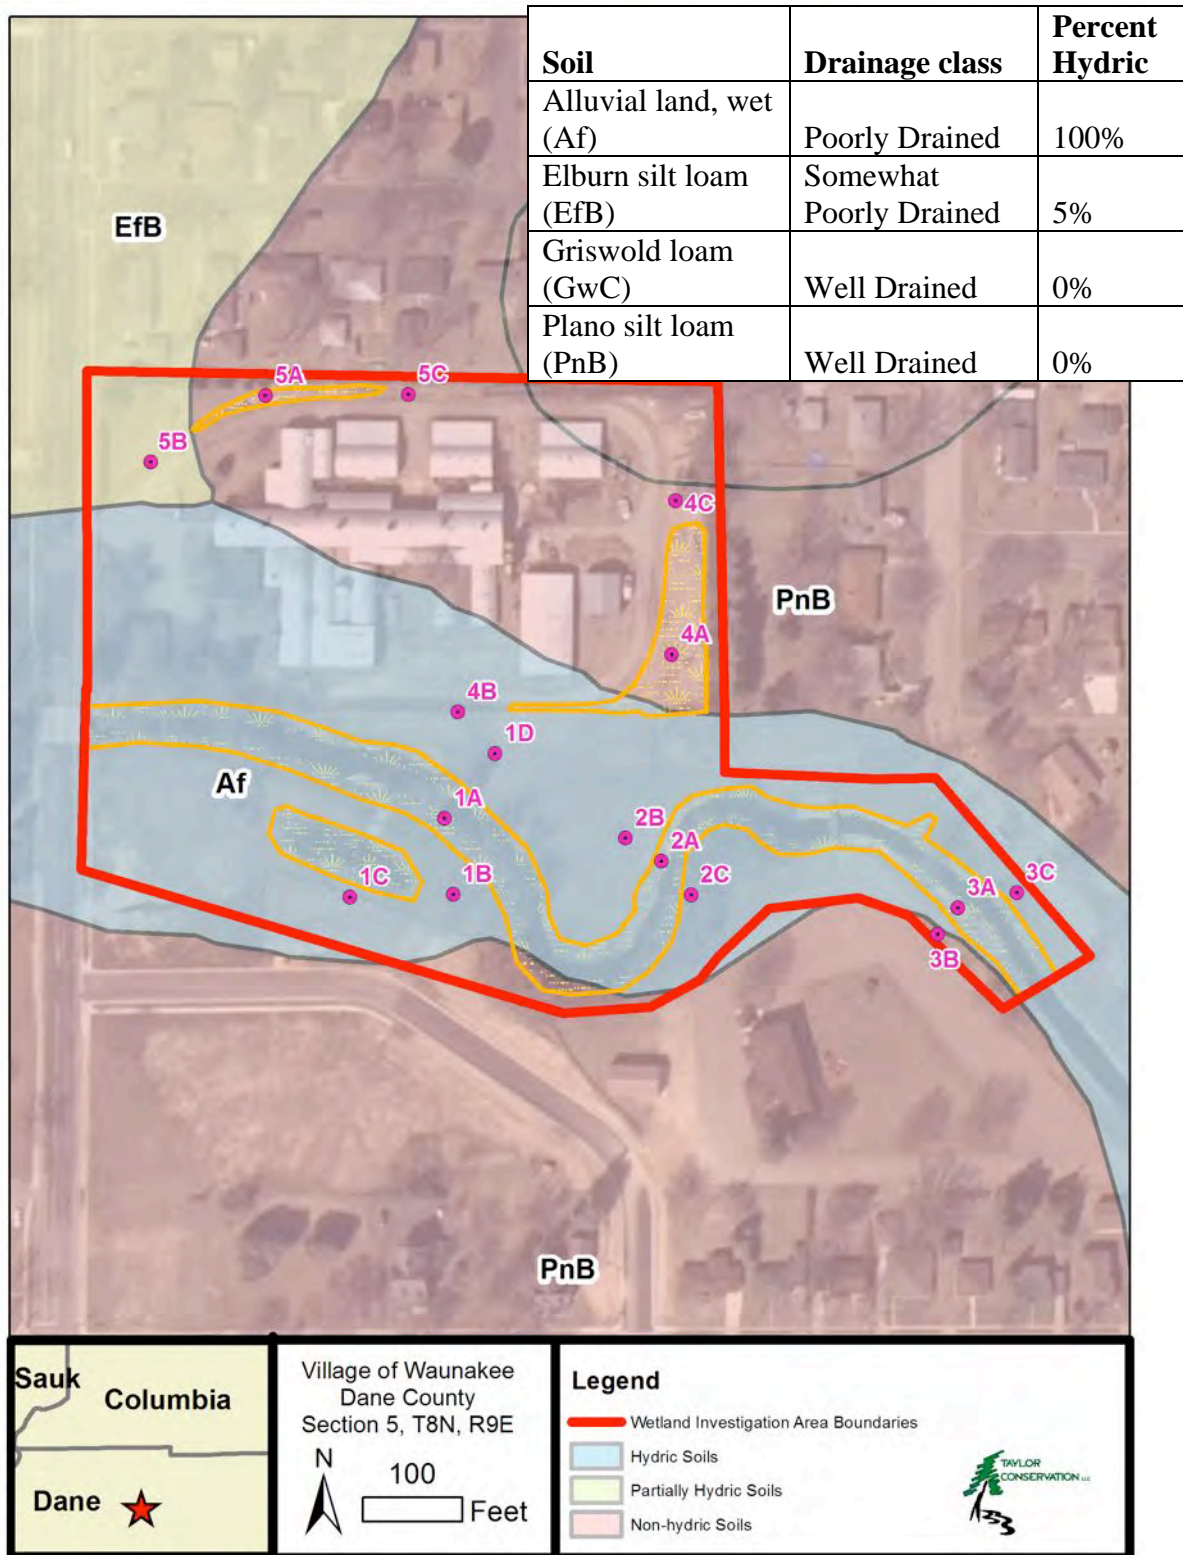 Soil Drainage class Percent Hydric
Alluvial land, wet (Af) Poorly Drained 100%
Elburn silt loam (EfB) Somewhat Poorly Drained 5%
Griswold loam (GwC) Well Drained 0%
Plano silt loam (PnB) Well Drained 0%
EfB
5A
5C
5B
4C
PnB
4A
4B
1D
Af
1A
2B
2A
1C
1B
2C
3A
3C
3B
PnB
Sauk
Columbia
Dane
Village of Waunakee
Dane County
Section 5, T8N, R9E
N
100
Feet
Legend
Wetland Investigation Area Boundaries
Hydric Soils
Partially Hydric Soils
Non-hydric Soils
TAYLOR
CONSERVATION LLC